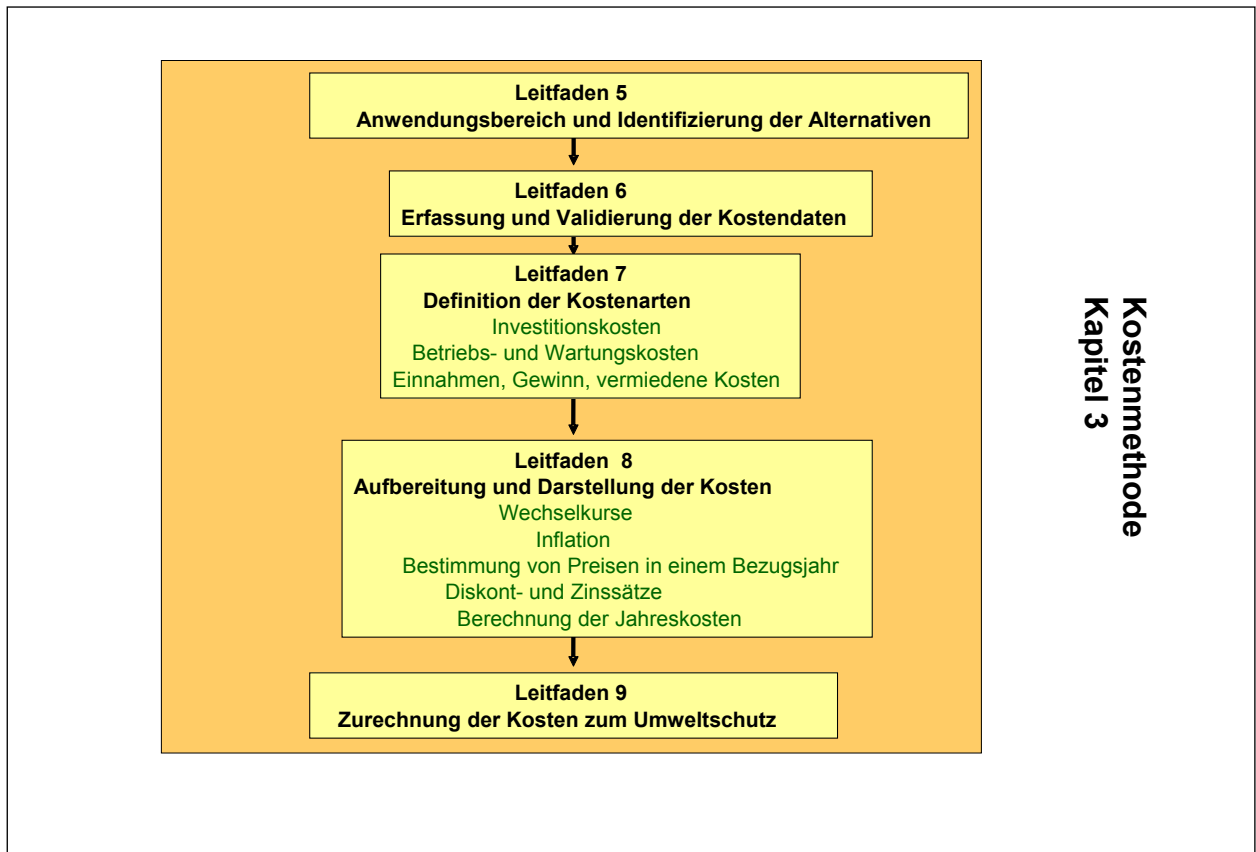 Leitfaden 5
Anwendungsbereich und Identifizierung der Alternativen
Leitfaden 6
Erfassung und Validierung der Kostendaten
Leitfaden 7
Definition der Kostenarten
Investitionskosten
Betriebs- und Wartungskosten
Einnahmen, Gewinn, vermiedene Kosten
Leitfaden 8
Aufbereitung und Darstellung der Kosten
Wechselkurse
Inflation
Bestimmung von Preisen in einem Bezugsjahr
Diskont- und Zinssätze
Berechnung der Jahreskosten
Leitfaden 9
Zurechnung der Kosten zum Umweltschutz
Kostenmethode
Kapitel 3